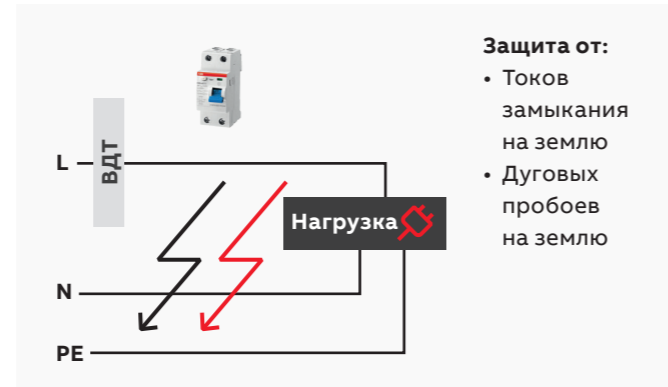 Защита от:
• Токов
замыкания
на землю
• Дуговых
пробоев
на землю
L
ВДТ
Нагрузка
N
PE